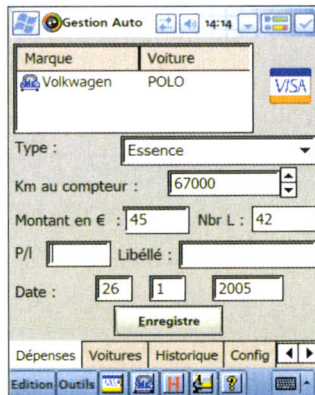 Gestion Auto 14:14
Marque Voiture
Volkwagen POLO
VISA
Type : Essence
Km au compteur : 67000
Montant en € : 45 Nbr L : 42
P/l Libéllé :
Date : 26 1 2005
Enregistre
Dépenses Voitures Historique Config
Edition Outils H ?